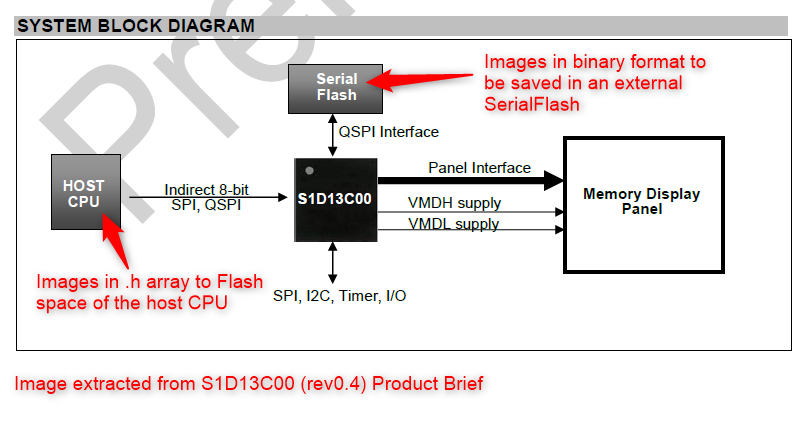 SYSTEM BLOCK DIAGRAM
Pre
Images in binary format to
be saved in an external
SerialFlash
Serial
Flash
QSPI Interface
HOST
CPU
Indirect 8-bit
SPI, QSPI
S1D13C00
Panel Interface
VMDH supply
VMDL supply
Memory Display
Panel
Images in .h array to Flash
space of the host CPU
SPI, I2C, Timer, I/O
Image extracted from S1D13C00 (rev0.4) Product Brief